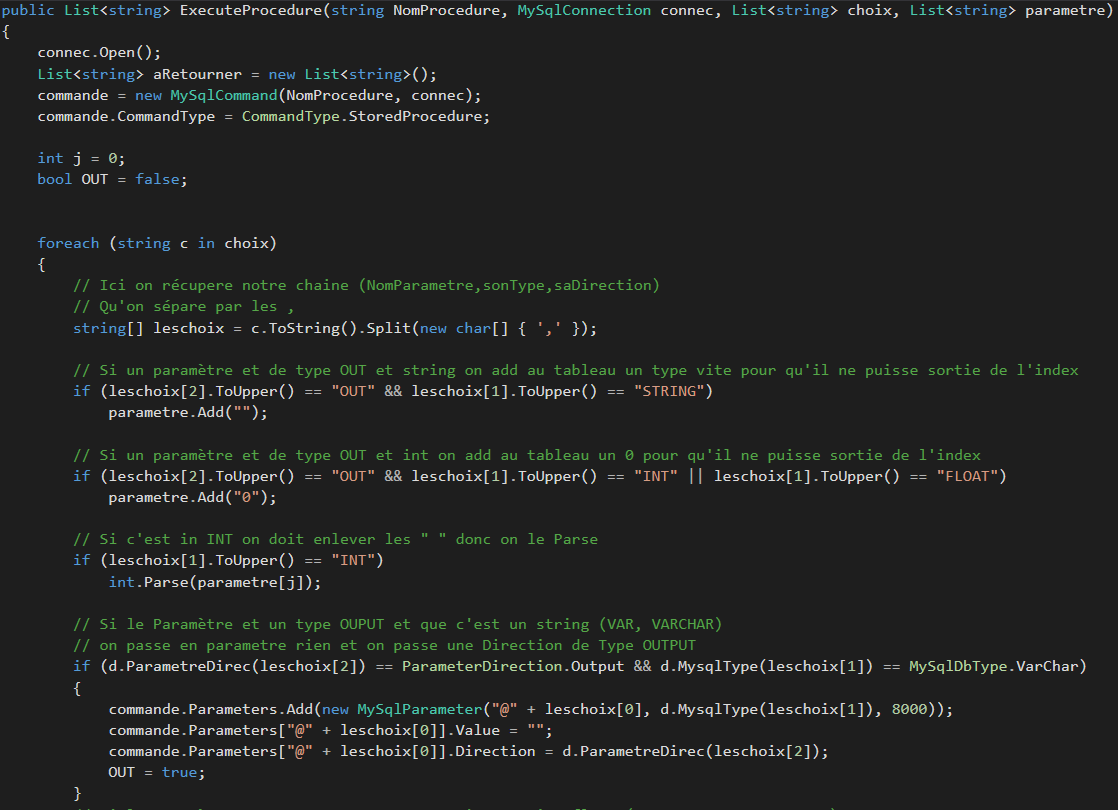 public List<string> ExecuteProcedure(string NomProcedure, MySqlConnection connec, List<string> choix, List<string> parametre)
{
connec.Open();
List<string> aRetourner = new List<string>();
commande = new MySqlCommand(NomProcedure, connec);
commande.CommandType = CommandType.StoredProcedure;
int j = 0;
bool OUT = false;
foreach (string c in choix)
{
// Ici on récupere notre chaine (NomParametre,sonType,saDirection)
// Qu'on sépare par les ,
string[] leschoix = c.ToString().Split(new char[] { ',' });
// Si un paramètre et de type OUT et string on add au tableau un type vite pour qu'il ne puisse sortie de l'index
if (leschoix[2].ToUpper() == "OUT" && leschoix[1].ToUpper() == "STRING")
parametre.Add("");
// Si un paramètre et de type OUT et int on add au tableau un 0 pour qu'il ne puisse sortie de l'index
if (leschoix[2].ToUpper() == "OUT" && leschoix[1].ToUpper() == "INT" || leschoix[1].ToUpper() == "FLOAT")
parametre.Add("0");
// Si c'est in INT on doit enlever les " " donc on le Parse
if (leschoix[1].ToUpper() == "INT")
int.Parse(parametre[j]);
// Si le Paramètre et un type OUPUT et que c'est un string (VAR, VARCHAR)
// on passe en parametre rien et on passe une Direction de Type OUTPUT
if (d.ParametreDirec(leschoix[2]) == ParameterDirection.Output && d.MysqlType(leschoix[1]) == MySqlDbType.VarChar)
{
commande.Parameters.Add(new MySqlParameter("@" + leschoix[0], d.MysqlType(leschoix[1]), 8000));
commande.Parameters["@" + leschoix[0]].Value = "";
commande.Parameters["@" + leschoix[0]].Direction = d.ParametreDirec(leschoix[2]);
OUT = true;
}